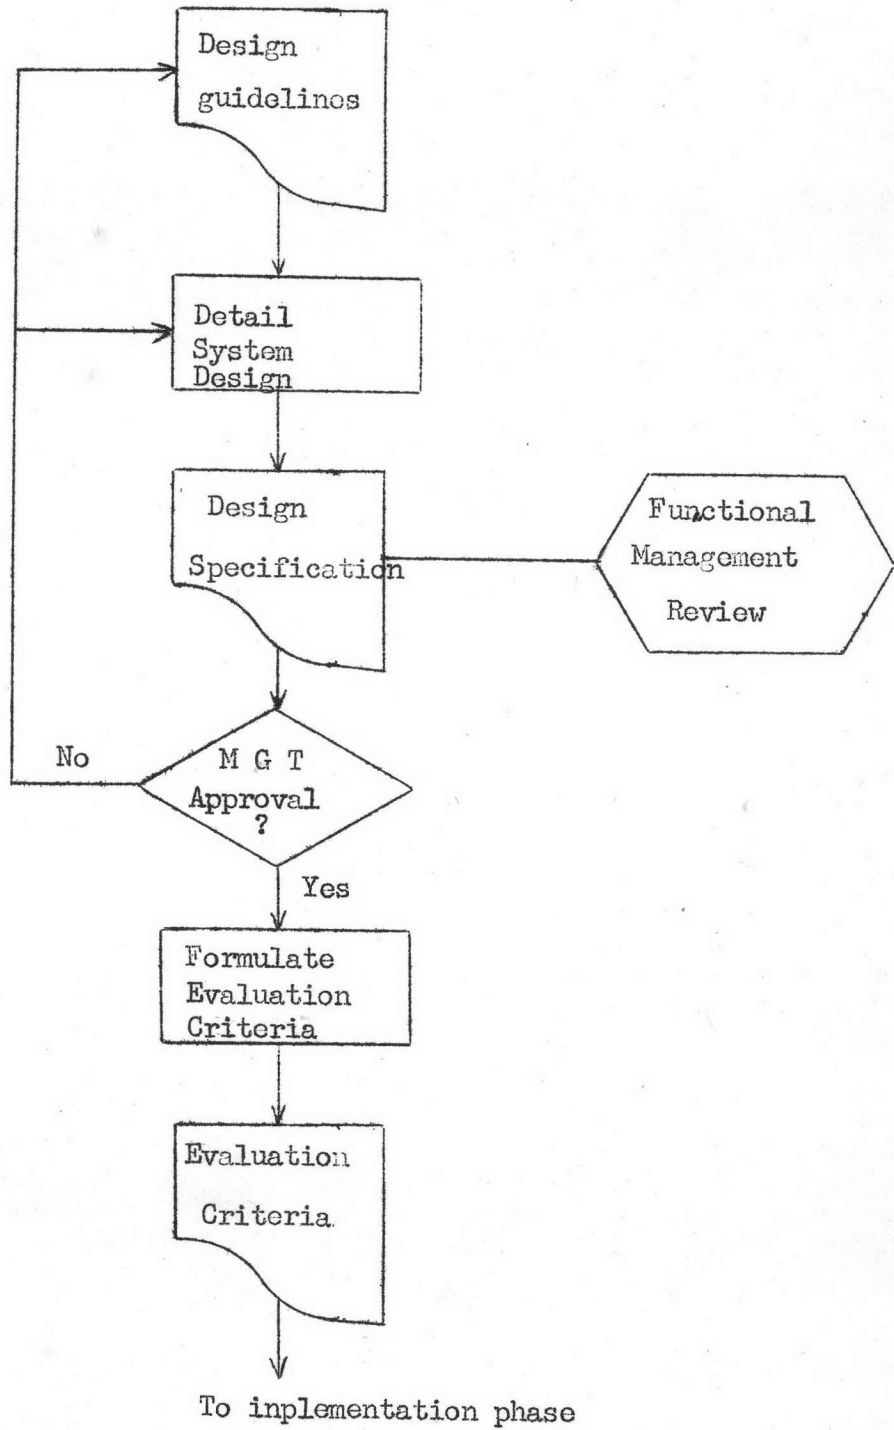 Design
guidelines
Detail
System
Design
Design
Specification
Functional
Management
Review
M G T
Approval
?
No
Yes
Formulate
Evaluation
Criteria
Evaluation
Criteria
To inplementation phase